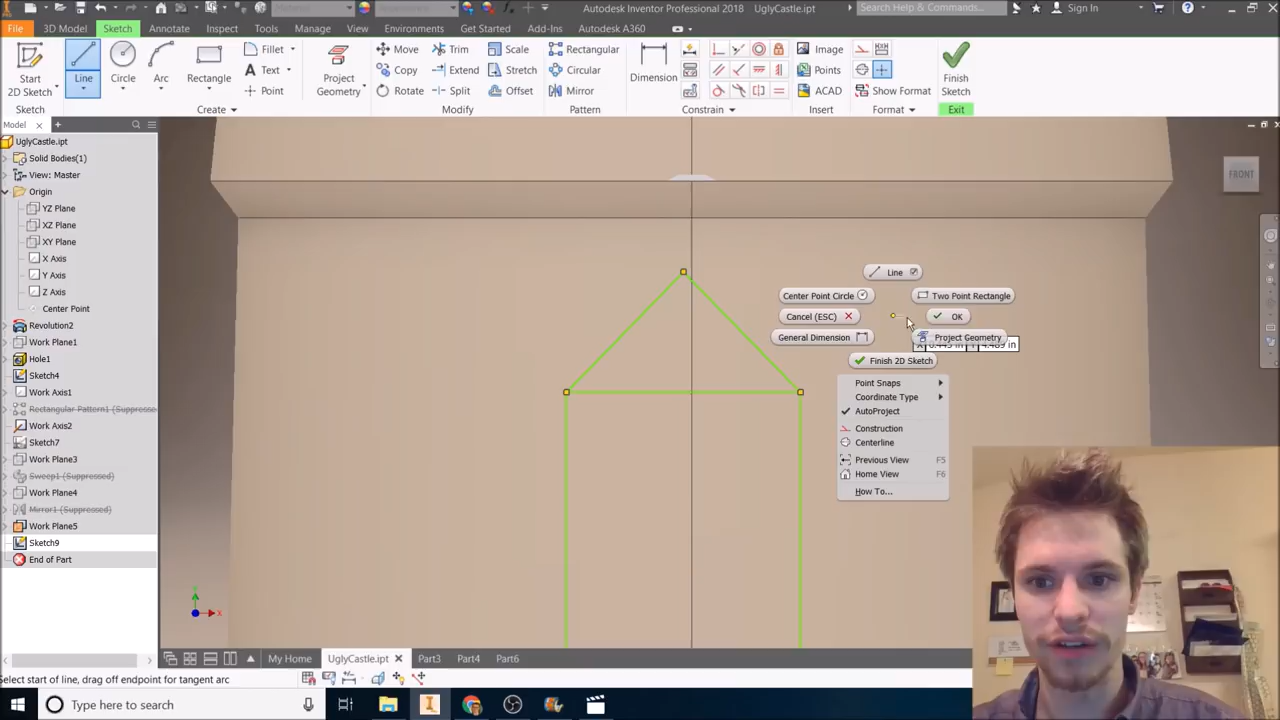 Material
Appearance
Autodesk Inventor Professional 2018
UglyCastle.ipt
Search Help & Commands...
Sign In
File
3D Model
Sketch
Annotate
Inspect
Tools
Manage
View
Environments
Get Started
Add-Ins
Autodesk A360
Start
2D Sketch
Line
Circle
Arc
Rectangle
Fillet
Text
Point
Project
Geometry
Move
Copy
Rotate
Trim
Extend
Split
Scale
Stretch
Offset
Rectangular
Circular
Mirror
Dimension
Image
Points
ACAD
Show Format
Finish
Sketch
Sketch
Create
Modify
Pattern
Constrain
Insert
Format
Exit
Model
UglyCastle.ipt
Solid Bodies(1)
View: Master
Origin
YZ Plane
XZ Plane
XY Plane
X Axis
Y Axis
Z Axis
Center Point
Revolution2
Work Plane1
Hole1
Sketch4
Work Axis1
Rectangular Pattern1 (Suppresse
Work Axis2
Sketch7
Work Plane3
Sweep1 (Suppressed)
Work Plane4
Mirror1 (Suppressed)
Work Plane5
Sketch9
End of Part
FRONT
Line
Center Point Circle
Two Point Rectangle
Cancel (ESC)
OK
General Dimension
Project Geometry
Finish 2D Sketch
Point Snaps
Coordinate Type
AutoProject
Construction
Centerline
Previous View F5
Home View F6
How To...
Y
X
My Home
UglyCastle.ipt
Part3
Part4
Part6
Select start of line, drag off endpoint for tangent arc
Type here to search